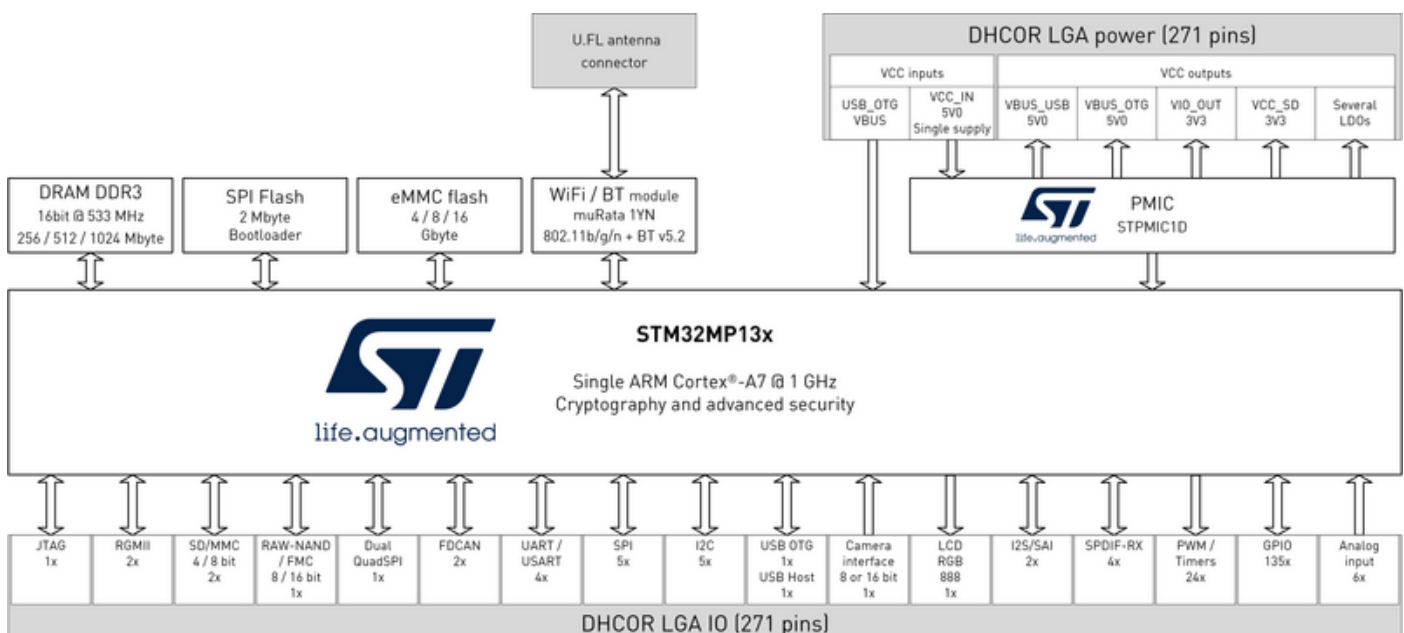 U.FL antenna
connector
DHCOR LGA power (271 pins)
VCC inputs
VCC outputs
USB_OTG
VBUS
VCC_IN
5V0
Single supply
VBUS_USB
5V0
VBUS_OTG
5V0
VIO_OUT
3V3
VCC_SD
3V3
Several
LDOs
DRAM DDR3
16bit @ 533 MHz
256 / 512 / 1024 Mbyte
SPI Flash
2 Mbyte
Bootloader
eMMC flash
4 / 8 / 16
Gbyte
WiFi / BT module
muRata 1YN
802.11b/g/n + BT v5.2
ST
life.augmented
PMIC
STPMIC1D
ST
life.augmented
STM32MP13x
Single ARM Cortex®-A7 @ 1 GHz
Cryptography and advanced security
JTAG
1x
RGMII
2x
SD/MMC
4 / 8 bit
2x
RAW-NAND
/ FMC
8 / 16 bit
1x
Dual
QuadSPI
1x
FDCAN
2x
UART /
USART
4x
SPI
5x
I2C
5x
USB OTG
1x
USB Host
1x
Camera
interface
8 or 16 bit
1x
LCD
RGB
888
1x
I2S/SAI
2x
SPDIF-RX
4x
PWM /
Timers
24x
GPIO
135x
Analog
input
6x
DHCOR LGA IO (271 pins)